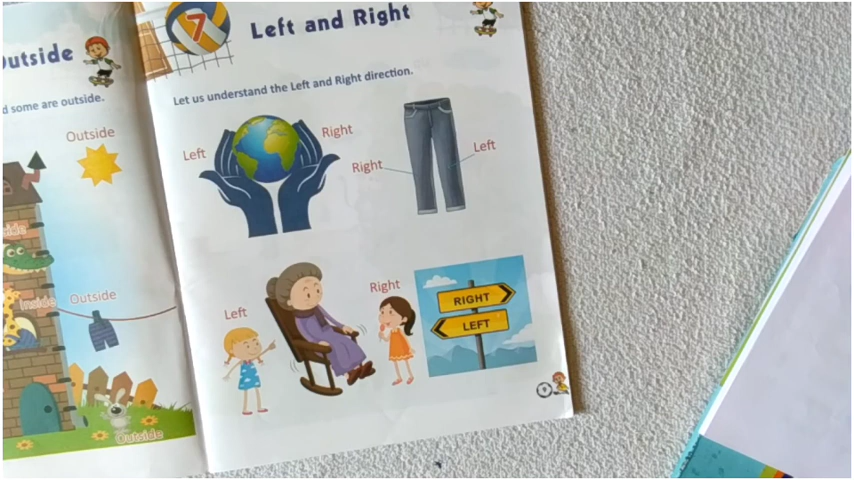 Outside
d some are outside.
Outside
Inside
Outside
Outside
7
Left and Right
Let us understand the Left and Right direction.
Left
Right
Right
Left
Left
Right
RIGHT
LEFT
9